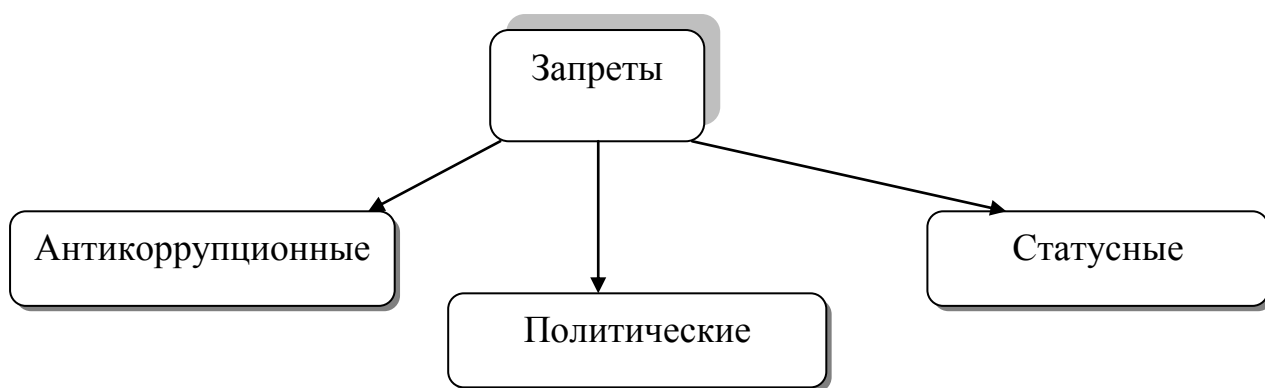 Запреты
Антикоррупционные
Статусные
Политические